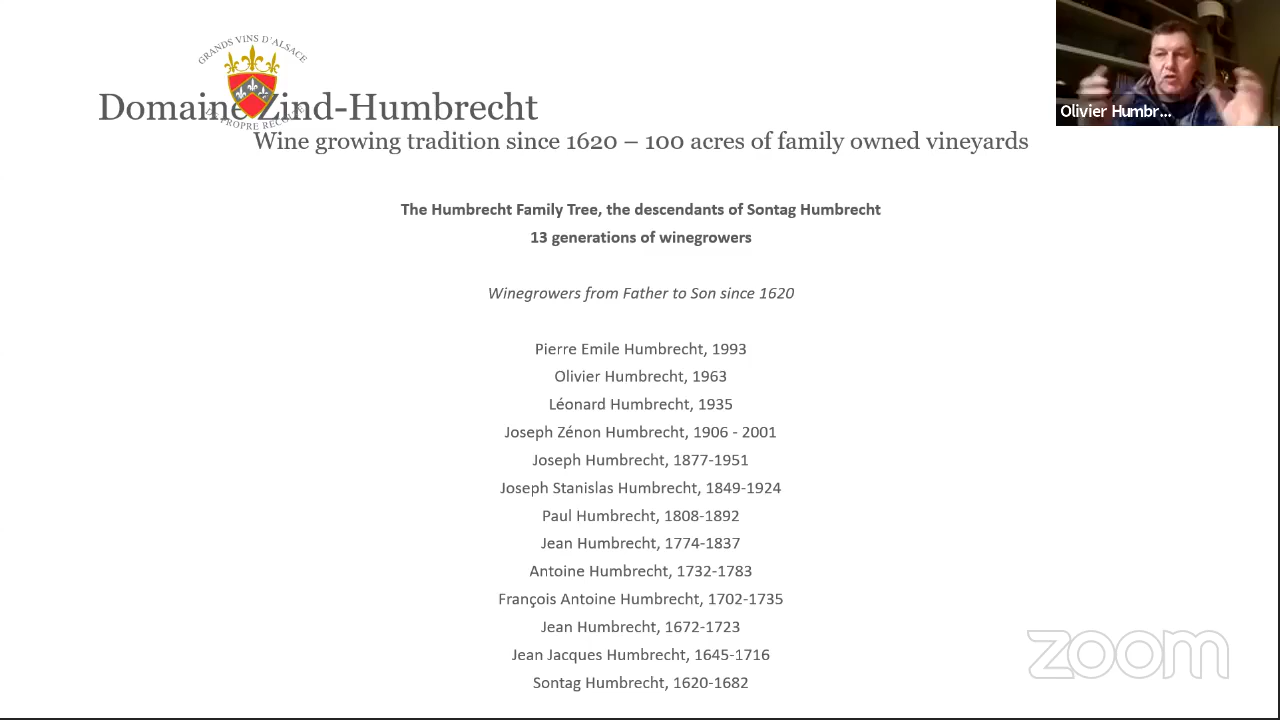 GRANDS VINS D'ALSACE
Domaine Zind-Humbrecht
PROPRE RECOLTE
Wine growing tradition since 1620 – 100 acres of family owned vineyards
Olivier Humbr...
The Humbrecht Family Tree, the descendants of Sontag Humbrecht
13 generations of winegrowers
Winegrowers from Father to Son since 1620
Pierre Emile Humbrecht, 1993
Olivier Humbrecht, 1963
Léonard Humbrecht, 1935
Joseph Zénon Humbrecht, 1906 - 2001
Joseph Humbrecht, 1877-1951
Joseph Stanislas Humbrecht, 1849-1924
Paul Humbrecht, 1808-1892
Jean Humbrecht, 1774-1837
Antoine Humbrecht, 1732-1783
François Antoine Humbrecht, 1702-1735
Jean Humbrecht, 1672-1723
Jean Jacques Humbrecht, 1645-1716
Sontag Humbrecht, 1620-1682
zoom